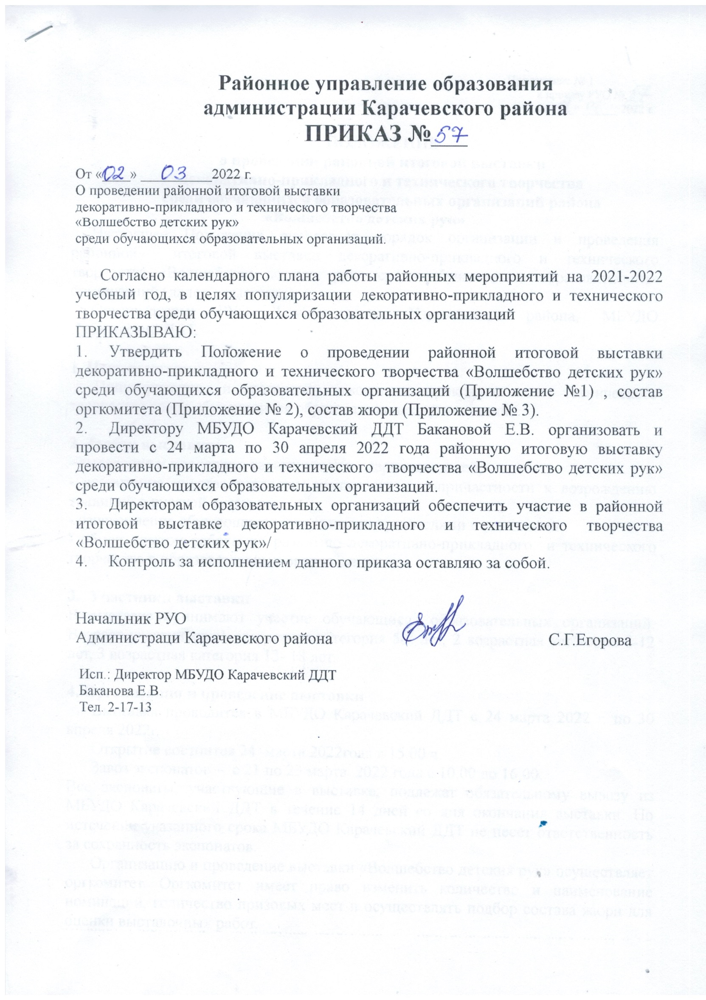 Районное управление образования
администрации Карачевского района
ПРИКАЗ № 57
От «02» 03 2022 г.
О проведении районной итоговой выставки
декоративно-прикладного и технического творчества
«Волшебство детских рук»
среди обучающихся образовательных организаций.
Согласно календарного плана работы районных мероприятий на 2021-2022
учебный год, в целях популяризации декоративно-прикладного и технического
творчества среди обучающихся образовательных организаций
ПРИКАЗЫВАЮ:
1. Утвердить Положение о проведении районной итоговой выставки
декоративно-прикладного и технического творчества «Волшебство детских рук»
среди обучающихся образовательных организаций (Приложение №1) , состав
оргкомитета (Приложение № 2), состав жюри (Приложение № 3).
2. Директору МБУДО Карачевский ДДТ Бакановой Е.В. организовать и
провести с 24 марта по 30 апреля 2022 года районную итоговую выставку
декоративно-прикладного и технического творчества «Волшебство детских рук»
среди обучающихся образовательных организаций.
3. Директорам образовательных организаций обеспечить участие в районной
итоговой выставке декоративно-прикладного и технического творчества
«Волшебство детских рук»/
4. Контроль за исполнением данного приказа оставляю за собой.
Начальник РУО
Администраци Карачевского района С.Г.Егорова
Исп.: Директор МБУДО Карачевский ДДТ
Баканова Е.В.
Тел. 2-17-13